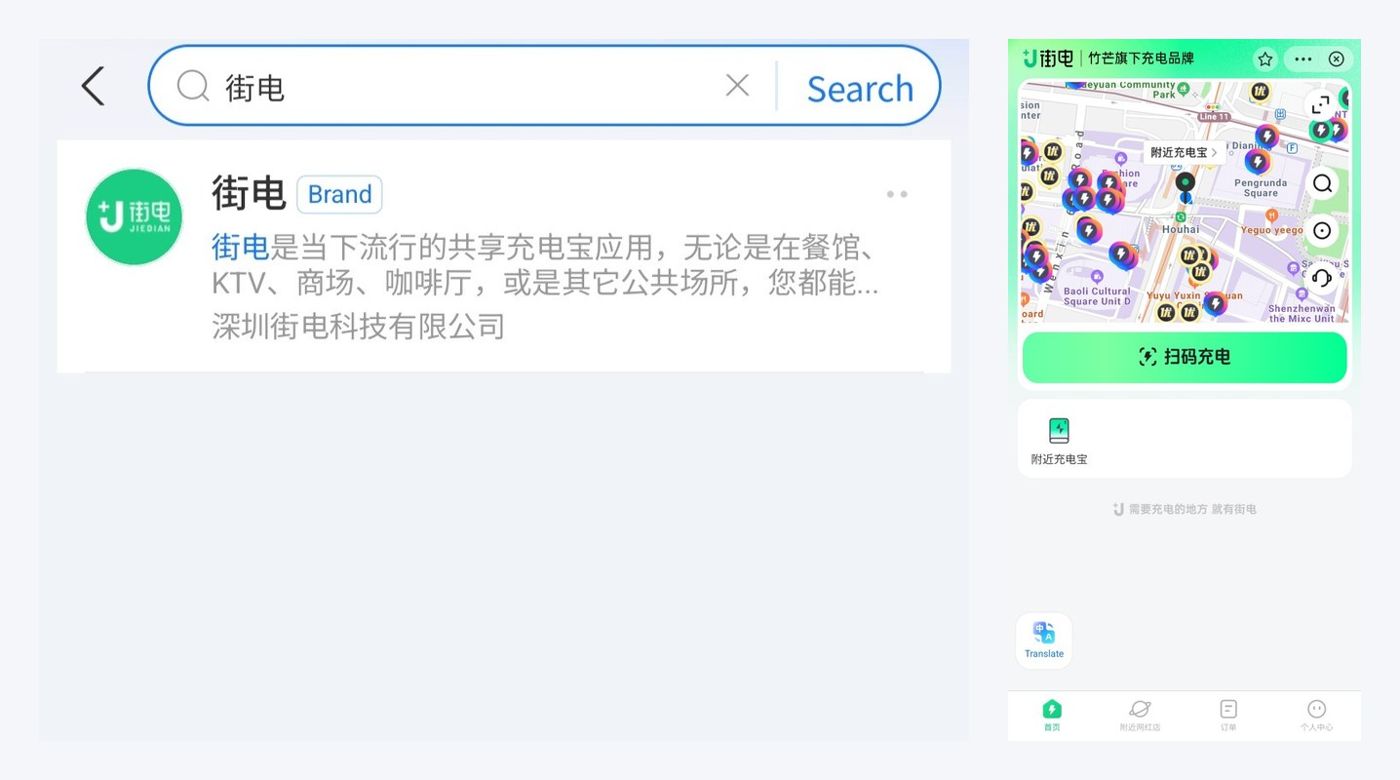 街电
Search
街电
JIEDIAN
街电 Brand
街电是当下流行的共享充电宝应用，无论是在餐馆、
KTV、商场、咖啡厅，或是其它公共场所，您都能...
深圳街电科技有限公司
街电 | 竹芒旗下充电品牌
Park
Line 11
优
附近充电宝
Pengrunda
Square
Houhai
Yeguo yeego
Baoli Cultural
Square Unit D
Shenzhenwan
the Mixc Unit
扫码充电
附近充电宝
需要充电的地方 就有街电
中 A
Translate
首页
附近网红店
订单
个人中心